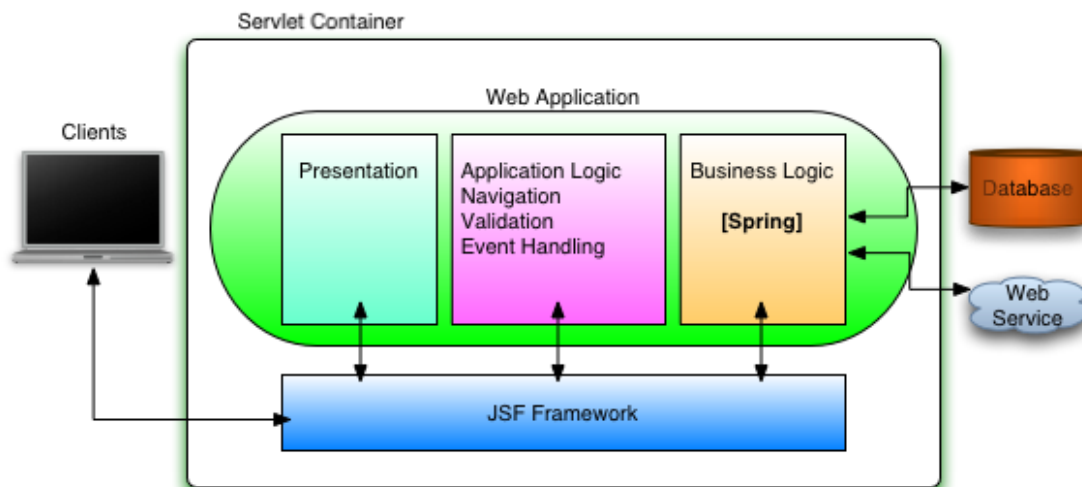 Servlet Container
Web Application
Clients
Presentation
Application Logic
Navigation
Validation
Event Handling
Business Logic
[Spring]
Database
Web
Service
JSF Framework